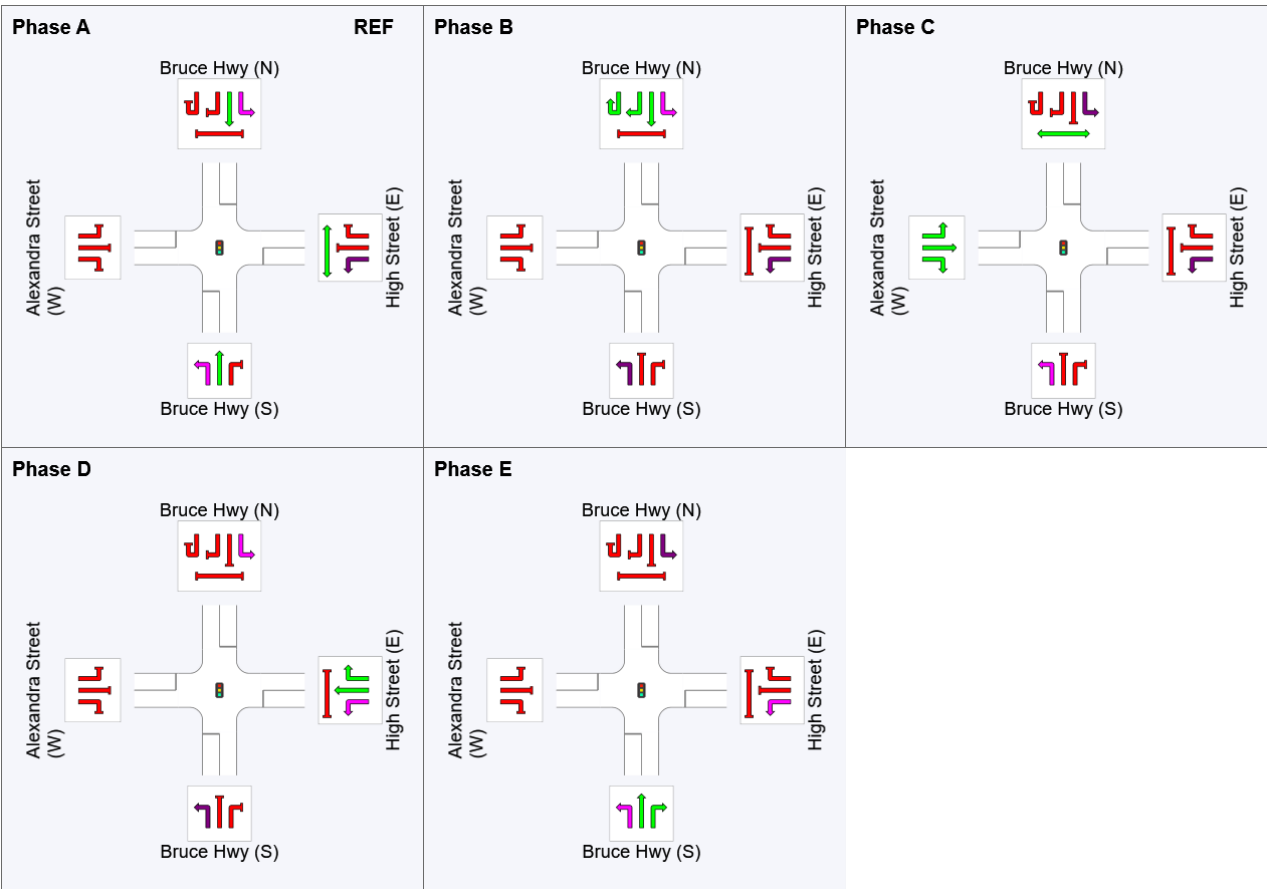 Phase A
REF
Bruce Hwy (N)
Alexandra Street
(W)
High Street (E)
Bruce Hwy (S)
Phase B
Bruce Hwy (N)
Alexandra Street
(W)
High Street (E)
Bruce Hwy (S)
Phase C
Bruce Hwy (N)
Alexandra Street
(W)
High Street (E)
Bruce Hwy (S)
Phase D
Bruce Hwy (N)
Alexandra Street
(W)
High Street (E)
Bruce Hwy (S)
Phase E
Bruce Hwy (N)
Alexandra Street
(W)
High Street (E)
Bruce Hwy (S)